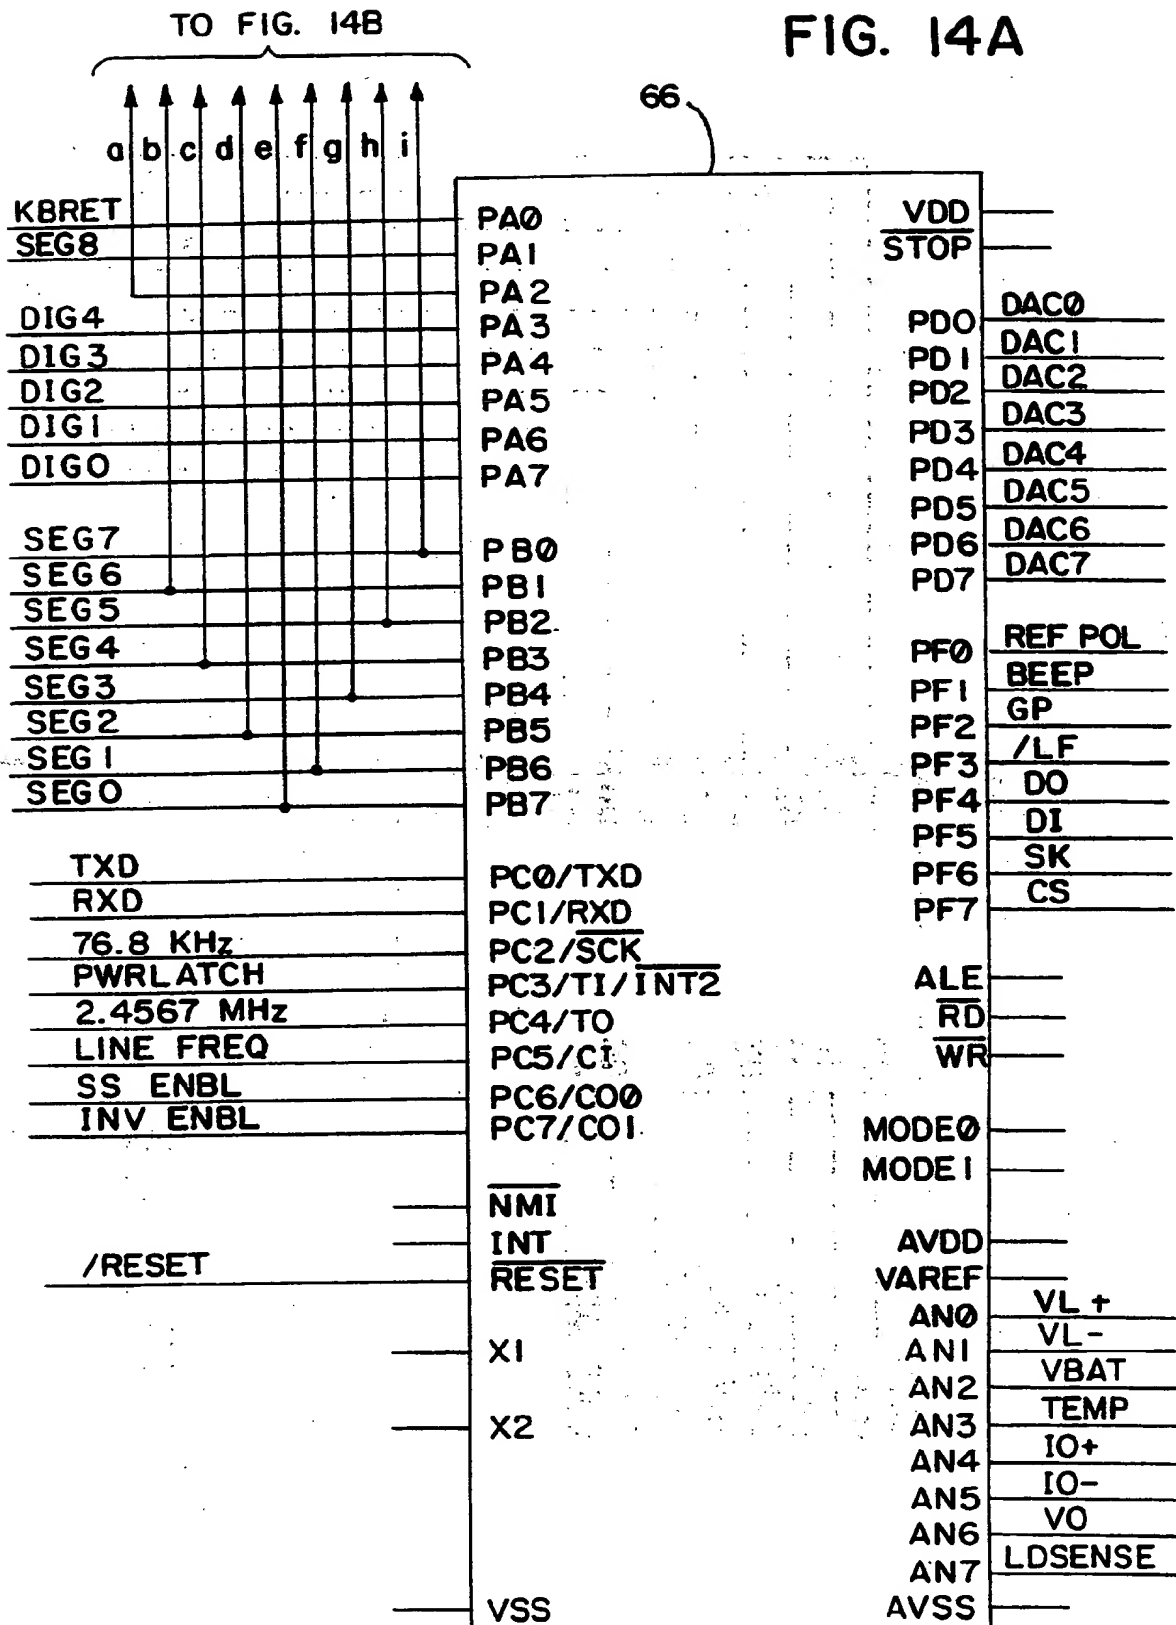 TO FIG. 14B
FIG. 14A
66
a b c d e f g h i
KBRET PA0
SEG8 PA1
PA2
DIG4 PA3
DIG3 PA4
DIG2 PA5
DIG1 PA6
DIG0 PA7
SEG7 PB0
SEG6 PB1
SEG5 PB2
SEG4 PB3
SEG3 PB4
SEG2 PB5
SEG1 PB6
SEG0 PB7
TXD PC0/TXD
RXD PC1/RXD
76.8 KHz PC2/SCK
PWRLATCH PC3/TI/INT2
2.4567 MHz PC4/TO
LINE FREQ PC5/CI
SS ENBL PC6/CO0
INV ENBL PC7/CO1
NMI
INT
/RESET RESET
X1
X2
VSS
VDD
STOP
PD0 DAC0
PD1 DAC1
PD2 DAC2
PD3 DAC3
PD4 DAC4
PD5 DAC5
PD6 DAC6
PD7 DAC7
PF0 REF POL
PF1 BEEP
PF2 GP
PF3 /LF
PF4 DO
PF5 DI
PF6 SK
PF7 CS
ALE
RD
WR
MODE0
MODE1
AVDD
VAREF
AN0 VL+
AN1 VL-
AN2 VBAT
AN3 TEMP
AN4 IO+
AN5 IO-
AN6 VO
AN7 LDSENSE
AVSS